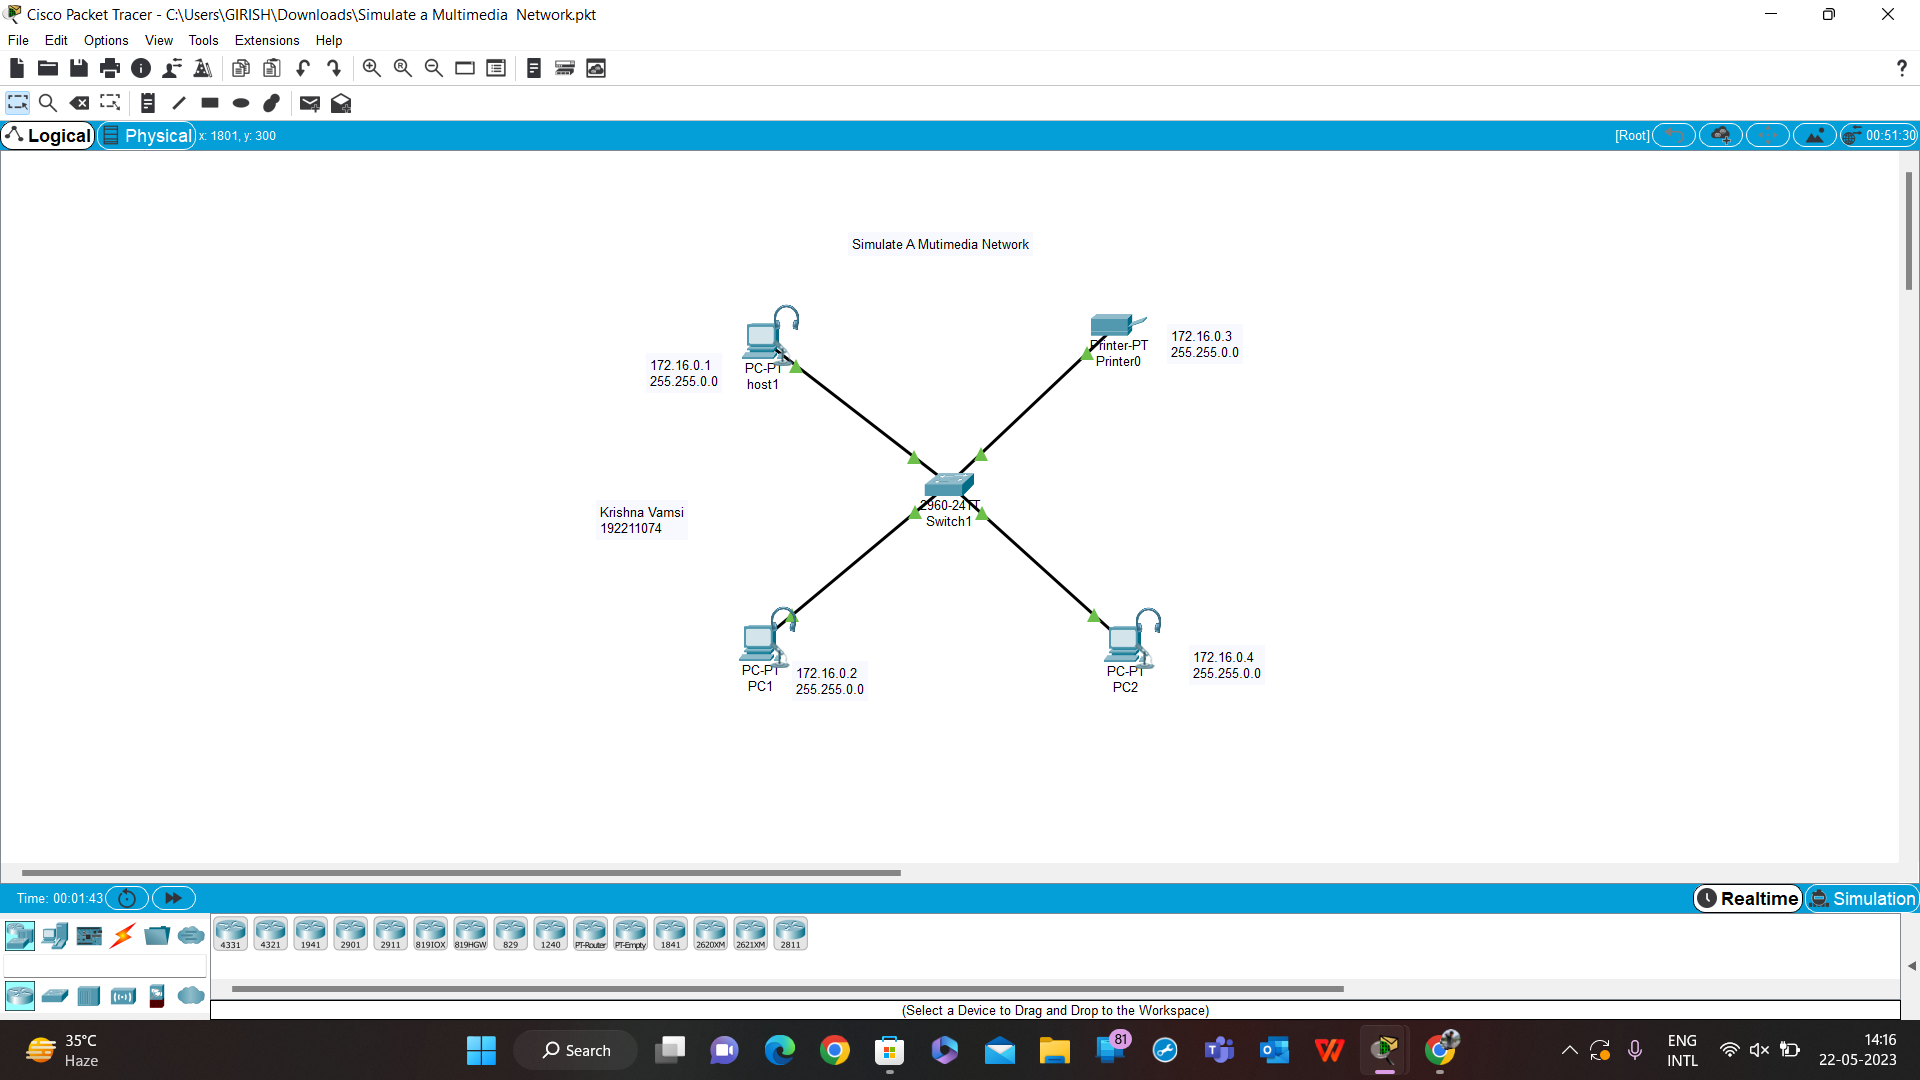 Cisco Packet Tracer - C:\Users\GIRISH\Downloads\Simulate a Multimedia  Network.pkt
File Edit Options View Tools Extensions Help
?
Logical Physical x: 1801, y: 300 [Root] 00:51:30
Simulate A Mutimedia Network
172.16.0.1
255.255.0.0
PC-PT
host1
Printer-PT
Printer0
172.16.0.3
255.255.0.0
2960-24TT
Switch1
Krishna Vamsi
192211074
PC-PT
PC1
172.16.0.2
255.255.0.0
PC-PT
PC2
172.16.0.4
255.255.0.0
Time: 00:01:43 Realtime Simulation
4331 4321 1941 2901 2911 819IOX 819HGW 829 1240 PT-Router PT-Empty 1841 2620XM 2621XM 2811
(Select a Device to Drag and Drop to the Workspace)
35°C
Haze
Search
81
ENG
INTL
14:16
22-05-2023